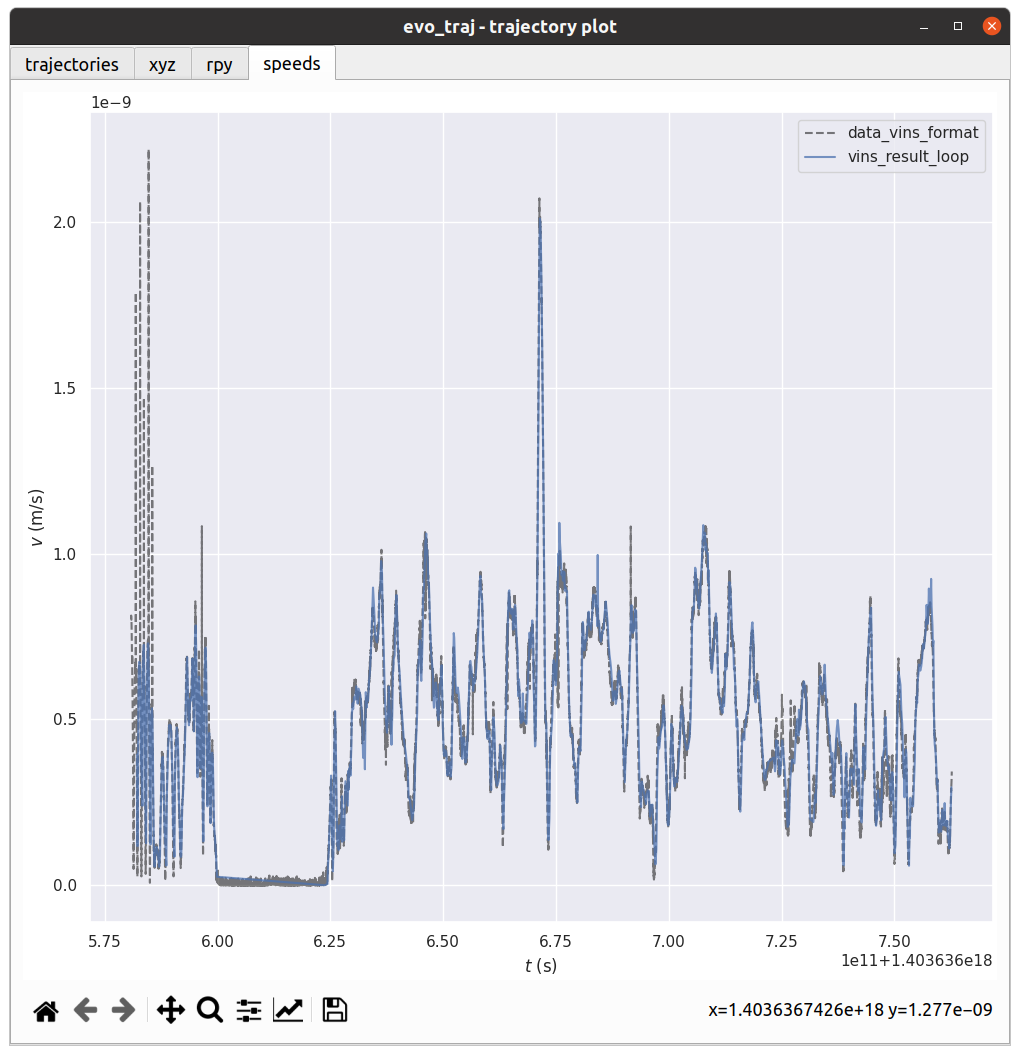 evo_traj - trajectory plot
trajectories xyz rpy speeds
1e−9
data_vins_format
vins_result_loop
2.0
1.5
1.0
0.5
0.0
v (m/s)
5.75 6.00 6.25 6.50 6.75 7.00 7.25 7.50
1e11+1.403636e18
t (s)
x=1.4036367426e+18 y=1.277e−09